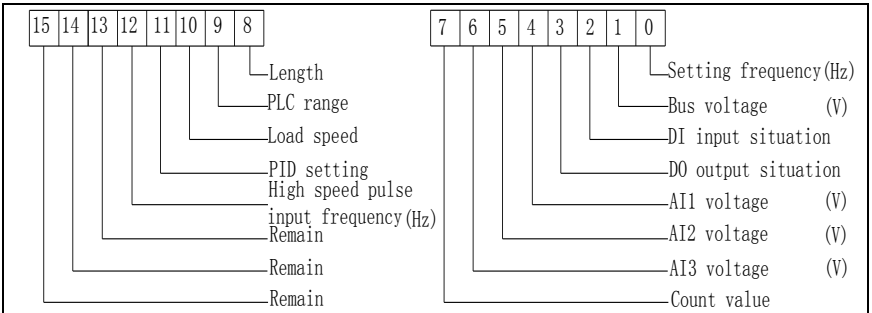 15 14 13 12 11 10 9 8
Length
PLC range
Load speed
PID setting
High speed pulse
input frequency(Hz)
Remain
Remain
Remain
7 6 5 4 3 2 1 0
Setting frequency(Hz)
Bus voltage (V)
DI input situation
DO output situation
AI1 voltage (V)
AI2 voltage (V)
AI3 voltage (V)
Count value